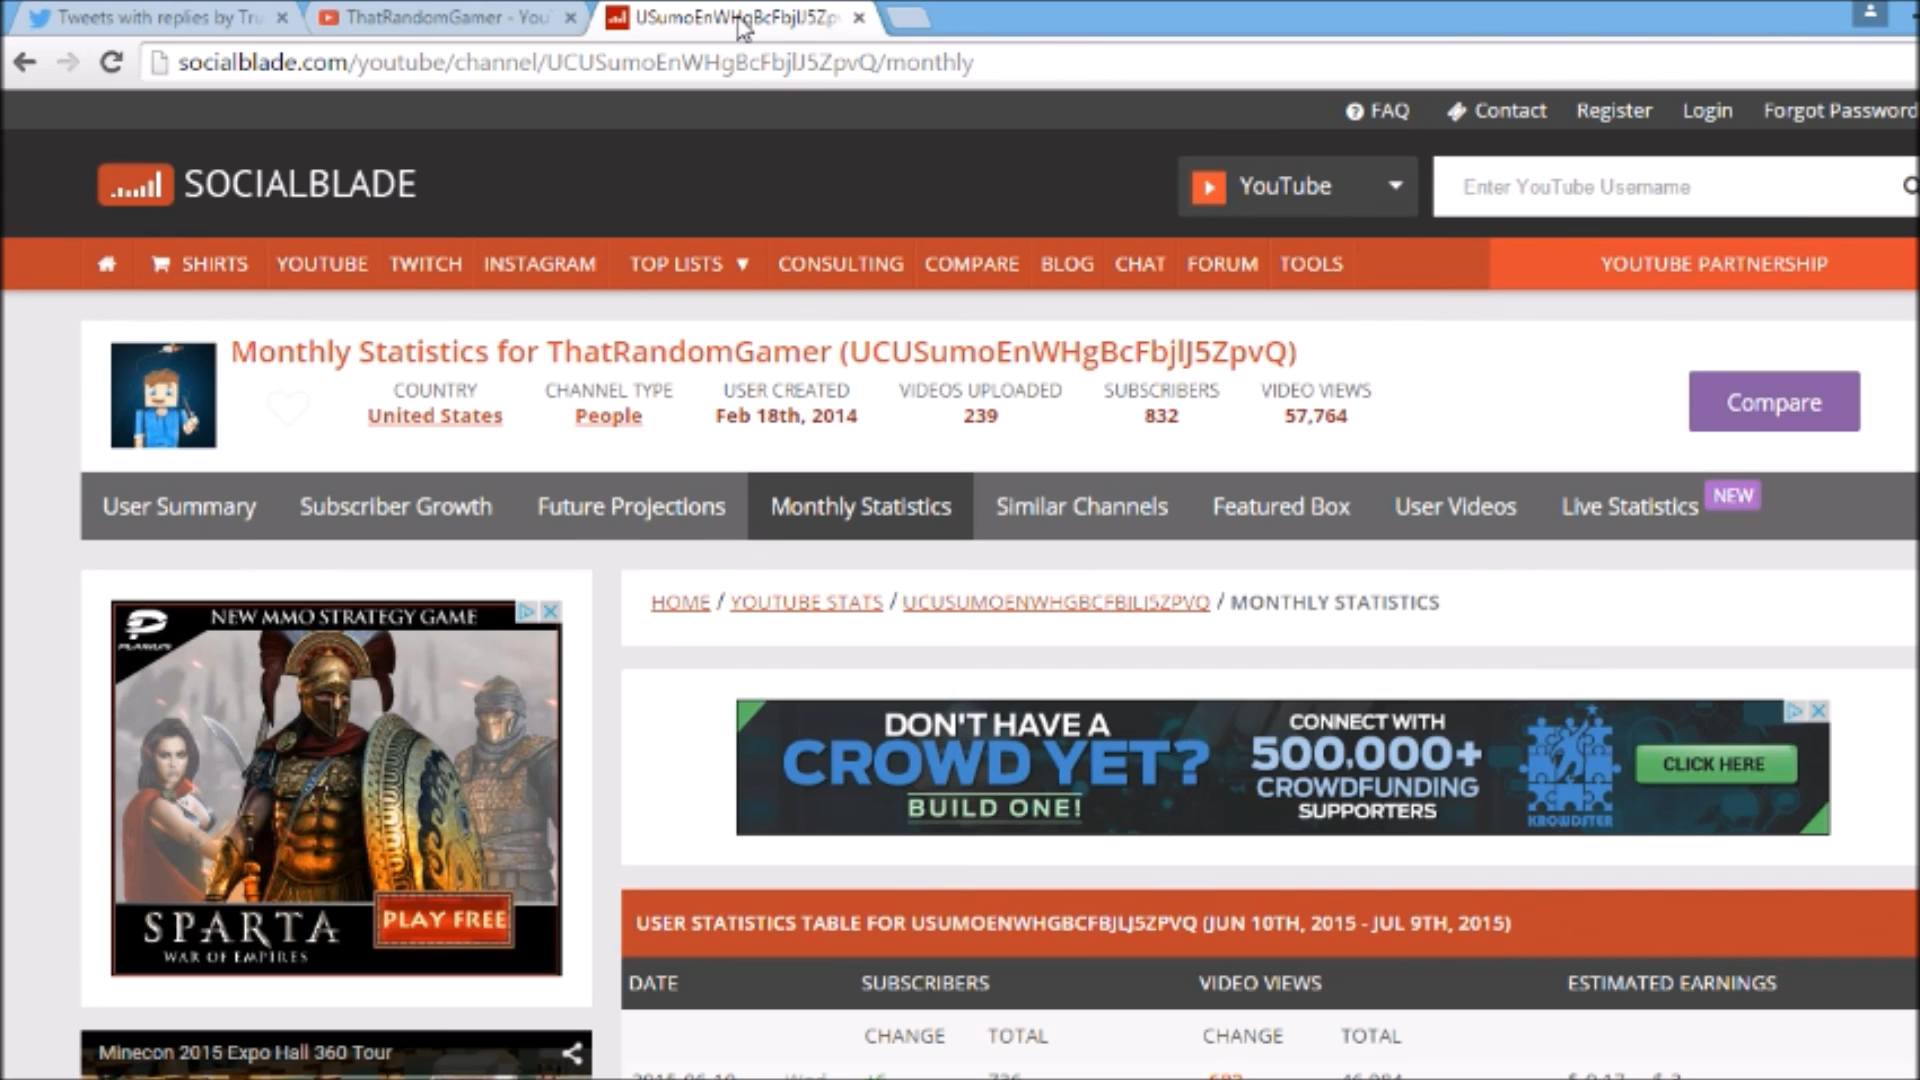 Tweets with replies by Tru
ThatRandomGamer - You
USumoEnWHgBcFbjlJ5Zp
socialblade.com/youtube/channel/UCUSumoEnWHgBcFbjlJ5ZpvQ/monthly
FAQ Contact Register Login Forgot Password
SOCIALBLADE
YouTube
Enter YouTube Username
SHIRTS YOUTUBE TWITCH INSTAGRAM TOP LISTS ▼ CONSULTING COMPARE BLOG CHAT FORUM TOOLS YOUTUBE PARTNERSHIP
Monthly Statistics for ThatRandomGamer (UCUSumoEnWHgBcFbjlJ5ZpvQ)
COUNTRY CHANNEL TYPE USER CREATED VIDEOS UPLOADED SUBSCRIBERS VIDEO VIEWS
United States People Feb 18th, 2014 239 832 57,764
Compare
User Summary Subscriber Growth Future Projections Monthly Statistics Similar Channels Featured Box User Videos Live Statistics NEW
HOME / YOUTUBE STATS / UCUSUMOENWHGBCFBJLJ5ZPVQ / MONTHLY STATISTICS
NEW MMO STRATEGY GAME
PLARIUM
SPARTA
WAR OF EMPIRES
PLAY FREE
DON'T HAVE A
CROWD YET?
BUILD ONE!
CONNECT WITH
500,000+
CROWDFUNDING
SUPPORTERS
KROWDSTER
CLICK HERE
USER STATISTICS TABLE FOR USUMOENWHGBCFBJLJ5ZPVQ (JUN 10TH, 2015 - JUL 9TH, 2015)
DATE SUBSCRIBERS VIDEO VIEWS ESTIMATED EARNINGS
CHANGE TOTAL CHANGE TOTAL
Minecon 2015 Expo Hall 360 Tour